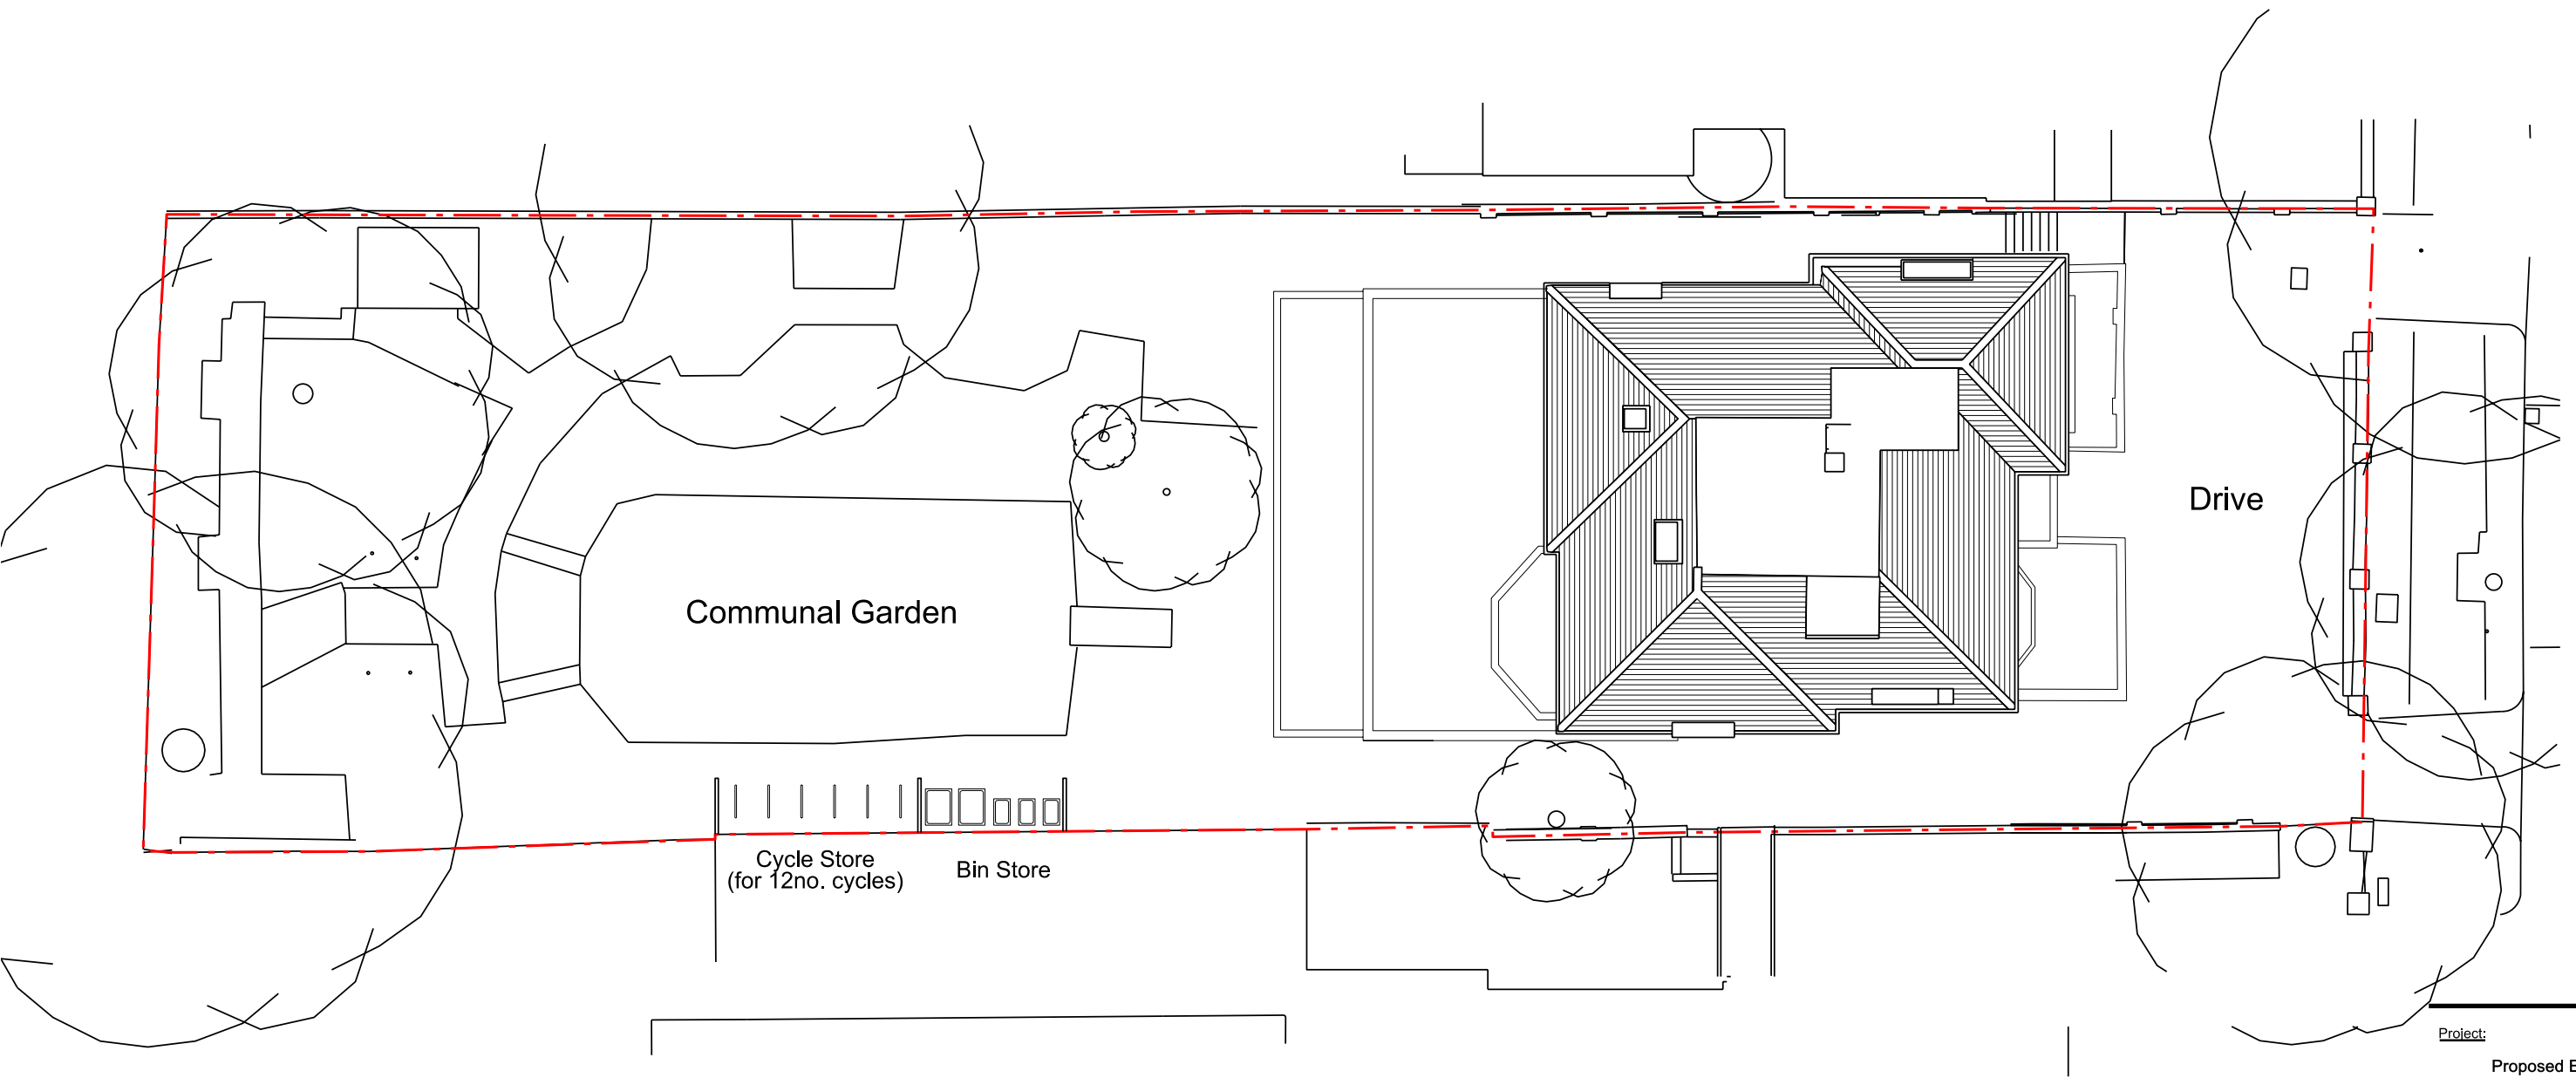 Drive
Communal Garden
Cycle Store
(for 12no. cycles)
Bin Store
Project:
Proposed